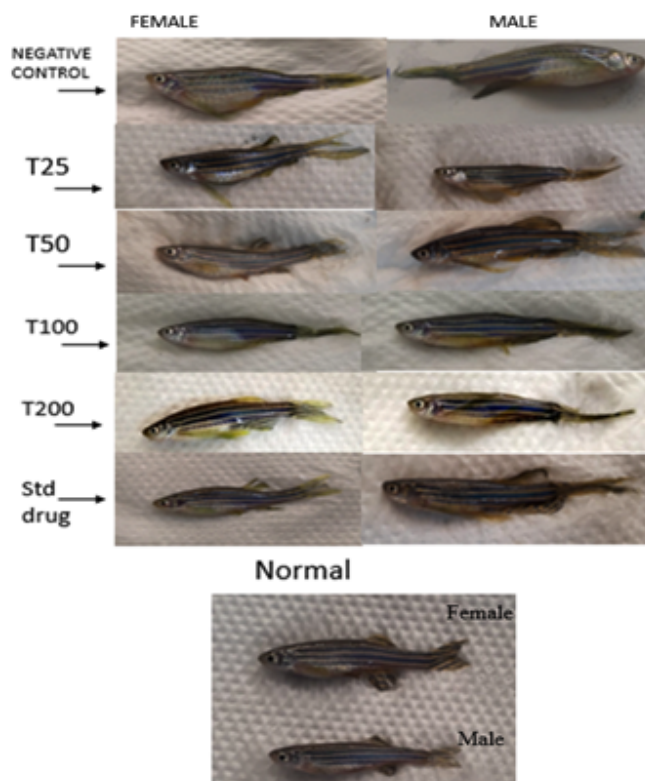 FEMALE MALE
NEGATIVE
CONTROL
T25
T50
T100
T200
Std
drug
Normal
Female
Male